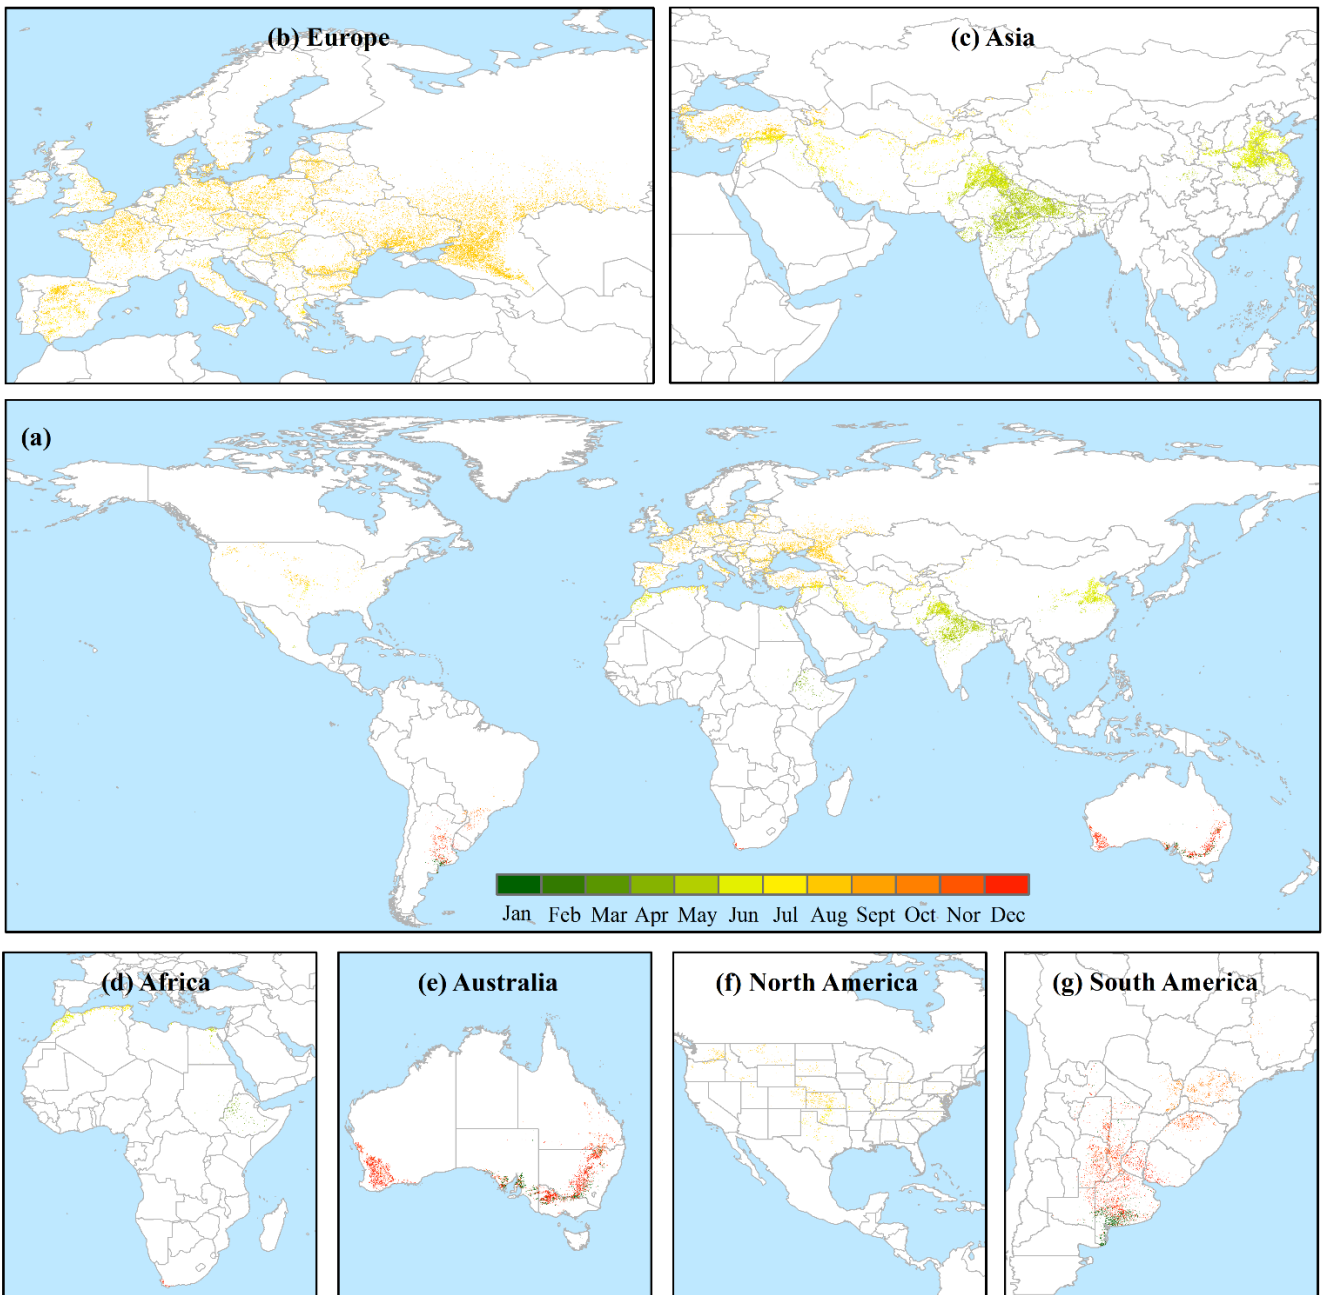 (b) Europe
(c) Asia
(a)
Jan Feb Mar Apr May Jun Jul Aug Sept Oct Nor Dec
(d) Africa
(e) Australia
(f) North America
(g) South America